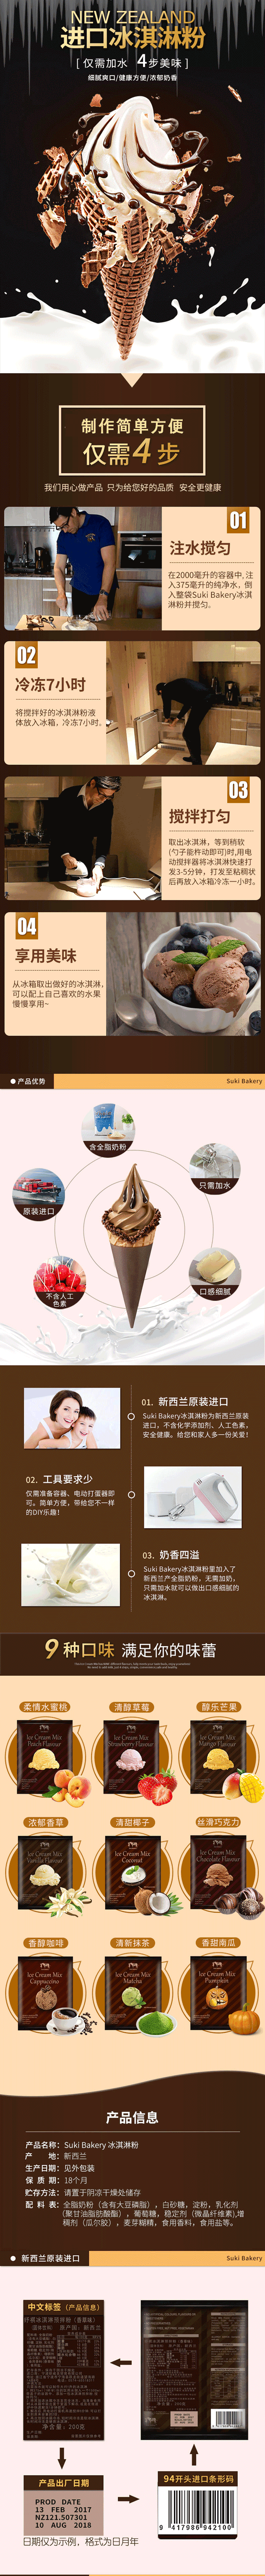 NEW ZEALAND
进口冰淇淋粉
[ 仅需加水 4步美味 ]
细腻爽口/健康方便/浓郁奶香
制作简单方便
仅需4步
我们用心做产品 只为给您好的品质 安全更健康
01
注水搅匀
在2000毫升的容器中, 注
入375毫升的纯净水，倒
入整袋Suki Bakery冰淇
淋粉并搅匀。
02
冷冻7小时
将搅拌好的冰淇淋粉液
体放入冰箱，冷冻7小时。
03
搅拌打匀
取出冰淇淋，等到稍软
(勺子能杵动即可)时,用电
动搅拌器将冰淇淋快速打
发3-5分钟，打发至粘稠状
后再放入冰箱冷冻一小时。
04
享用美味
从冰箱取出做好的冰淇淋，
可以配上自己喜欢的水果
慢慢享用~
产品优势
Suki Bakery
含全脂奶粉
原装进口
只需加水
不含人工
色素
口感细腻
01. 新西兰原装进口
Suki Bakery冰淇淋粉为新西兰原装
进口，不含化学添加剂、人工色素，
安全健康。给您和家人多一份关爱！
02. 工具要求少
仅需准备容器、电动打蛋器即
可。简单方便，带给您不一样
的DIY乐趣！
03. 奶香四溢
Suki Bakery冰淇淋粉里加入了
新西兰产全脂奶粉，无需加奶，
只需加水就可以做出口感细腻的
冰淇淋。
9种口味 满足你的味蕾
柔情水蜜桃
清醇草莓
醇乐芒果
Ice Cream Mix
Peach Flavour
Ice Cream Mix
Strawberry Flavour
Ice Cream Mix
Mango Flavour
浓郁香草
清甜椰子
丝滑巧克力
Ice Cream Mix
Vanilla Flavour
Ice Cream Mix
Coconut
Ice Cream Mix
Chocolate Flavour
香醇咖啡
清新抹茶
香甜南瓜
Ice Cream Mix
Cappuccino
Ice Cream Mix
Matcha
Ice Cream Mix
Pumpkin
产品信息
产品名称：Suki Bakery 冰淇淋粉
产 地：新西兰
生产日期：见外包装
保 质 期：18个月
贮存方法：请置于阴凉干燥处储存
配 料 表：全脂奶粉（含有大豆磷脂），白砂糖，淀粉，乳化剂
（聚甘油脂肪酸酯），葡萄糖，稳定剂（微晶纤维素),增
稠剂（瓜尔胶），麦芽糊精，食用香料，食用盐等。
新西兰原装进口
Suki Bakery
中文标签（产品信息）
净含量：200克
产品出厂日期
PROD DATE
13 FEB 2017
NZ121.507301
10 AUG 2018
94开头进口条形码
9 417986 942100
日期仅为示例，格式为日月年